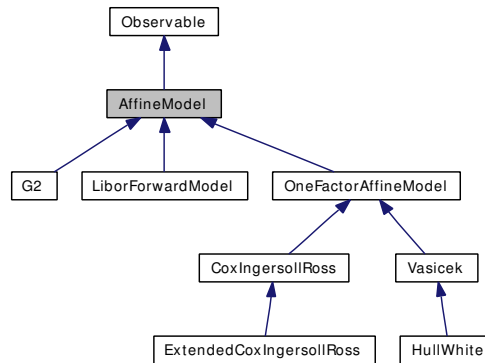 Observable
AffineModel
G2
LiborForwardModel
OneFactorAffineModel
CoxIngersollRoss
Vasicek
ExtendedCoxIngersollRoss
HullWhite